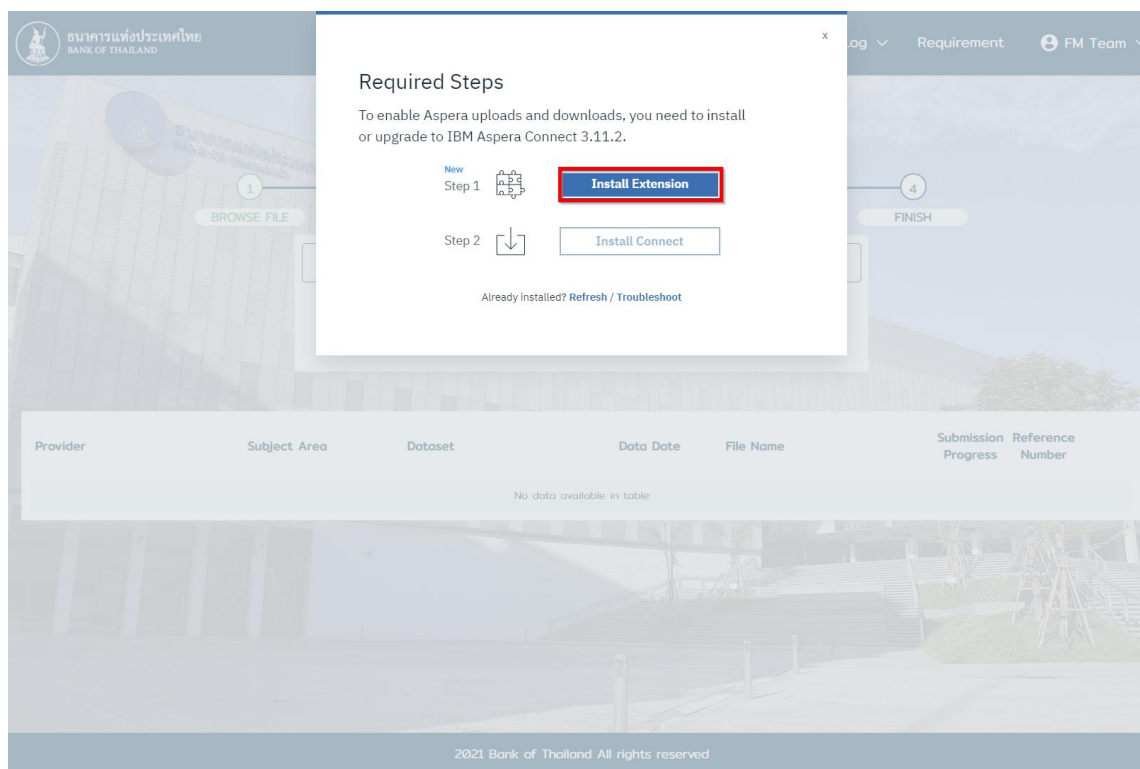 ธนาคารแห่งประเทศไทย
BANK OF THAILAND
og
Requirement
FM Team
x
Required Steps
To enable Aspera uploads and downloads, you need to install
or upgrade to IBM Aspera Connect 3.11.2.
New
Step 1
Install Extension
Step 2
Install Connect
Already installed? Refresh / Troubleshoot
1
BROWSE FILE
4
FINISH
Provider
Subject Area
Dataset
Data Date
File Name
Submission Progress
Reference Number
No data available in table
2021 Bank of Thailand All rights reserved